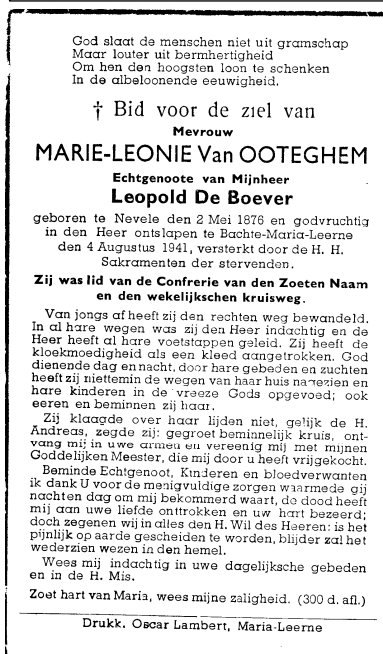 God slaat de menschen niet uit gramschap
Maar louter uit bermhertigheid
Om hen den hoogsten loon te schenken
In de albeloonende eeuwigheid.
† Bid voor de ziel van
Mevrouw
MARIE-LEONIE Van OOTEGHEM
Echtgenoote van Mijnheer
Leopold De Boever
geboren te Nevele den 2 Mei 1876 en godvruchtig
in den Heer ontslapen te Bachte-Maria-Leerne
den 4 Augustus 1941, versterkt door de H. H.
Sakramenten der stervenden.
Zij was lid van de Confrerie van den Zoeten Naam
en den wekelijkschen kruisweg.
Van jongs af heeft zij den rechten weg bewandeld.
In al hare wegen was zij den Heer indachtig en de
Heer heeft al hare voetstappen geleid. Zij heeft de
kloekmoedigheid als een kleed aangetrokken. God
dienende dag en nacht, door hare gebeden en zuchten
heeft zij niettemin de wegen van haar huis nagezien en
hare kinderen in de vreeze Gods opgevoed; ook
eeren en beminnen zij haar.
Zij klaagde over haar lijden niet, gelijk de H.
Andreas, zegde zij: gegroet beminnelijk kruis, ont-
vang mij in uwe armen en vereenig mij met mijnen
Goddelijken Meester, die mij door u heeft vrijgekocht.
Beminde Echtgenoot, Kinderen en bloedverwanten
ik dank U voor de menigvuldige zorgen waarmede gij
nachten dag om mij bekommerd waart, de dood heeft
mij aan uwe liefde onttrokken en uw hart bezeerd;
doch zegenen wij in alles den H. Wil des Heeren: is het
pijnlijk op aarde gescheiden te worden, blijder zal het
wederzien wezen in den hemel.
Wees mij indachtig in uwe dagelijksche gebeden
en in de H. Mis.
Zoet hart van Maria, wees mijne zaligheid. (300 d. afl.)
Drukk. Oscar Lambert, Maria-Leerne